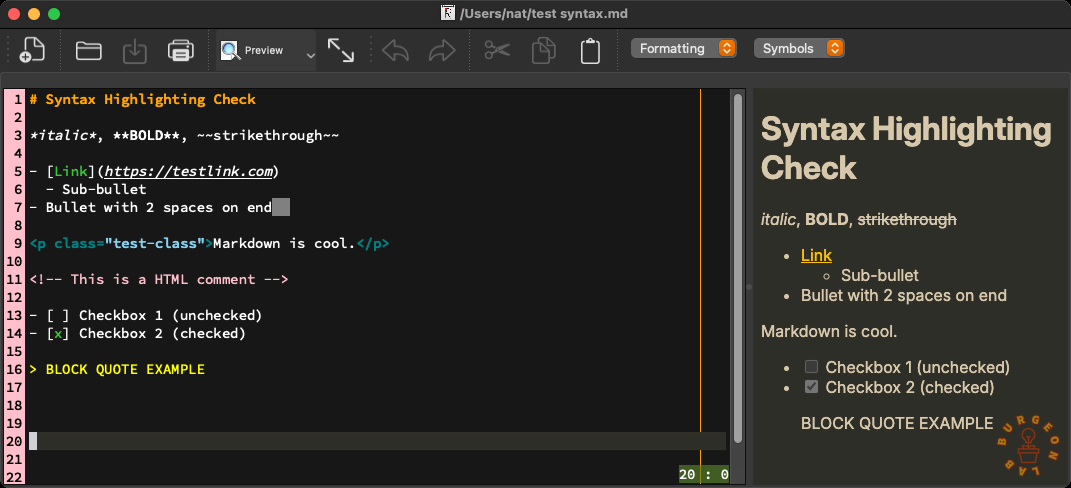 /Users/nat/test syntax.md
Preview
Formatting
Symbols
1 # Syntax Highlighting Check
2
3 *italic*, **BOLD**, ~~strikethrough~~
4
5 - [Link](https://testlink.com)
6   - Sub-bullet
7 - Bullet with 2 spaces on end
8
9 <p class="test-class">Markdown is cool.</p>
10
11 <!-- This is a HTML comment -->
12
13 - [ ] Checkbox 1 (unchecked)
14 - [x] Checkbox 2 (checked)
15
16 > BLOCK QUOTE EXAMPLE
17
18
19
20
21
22
20 : 0
Syntax Highlighting
Check
italic, BOLD, strikethrough
Link
Sub-bullet
Bullet with 2 spaces on end
Markdown is cool.
Checkbox 1 (unchecked)
Checkbox 2 (checked)
BLOCK QUOTE EXAMPLE
BURGEON LAB